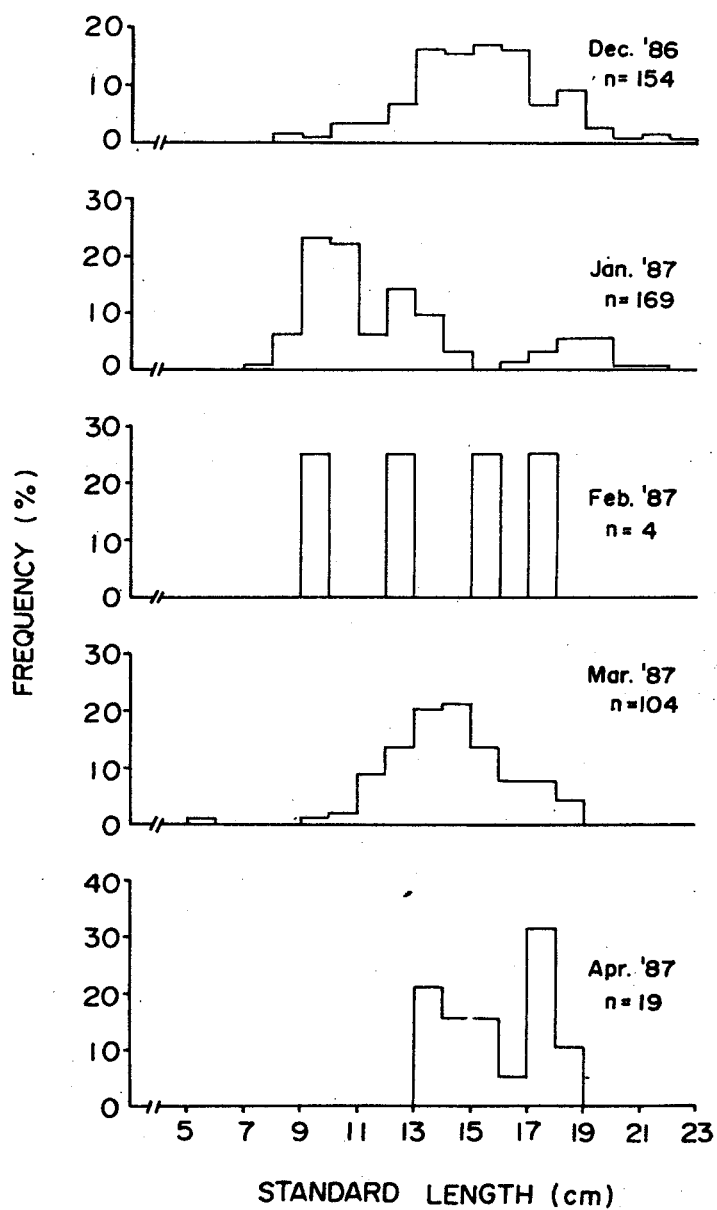 20
10
0
Dec. '86
n= 154
30
20
10
0
Jan. '87
n= 169
30
20
10
0
Feb. '87
n= 4
FREQUENCY (%)
30
20
10
0
Mar. '87
n=104
40
30
20
10
0
Apr. '87
n= 19
5 7 9 11 13 15 17 19 21 23
STANDARD LENGTH (cm)